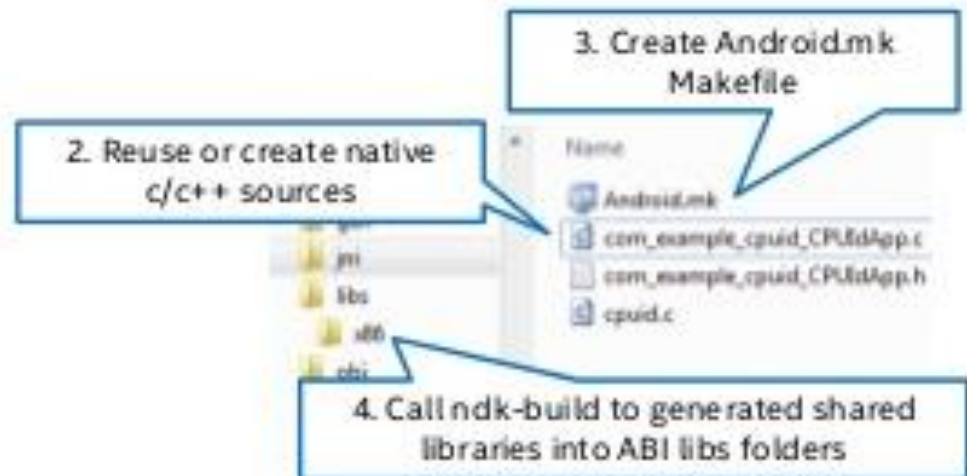 3. Create Android.mk
Makefile
2. Reuse or create native
c/c++ sources
Name
Android.mk
com_example_cpuid_CPUIdApp.c
jni
com_example_cpuid_CPUIdApp.h
libs
cpuid.c
x86
obj
4. Call ndk-build to generated shared
libraries into ABI libs folders